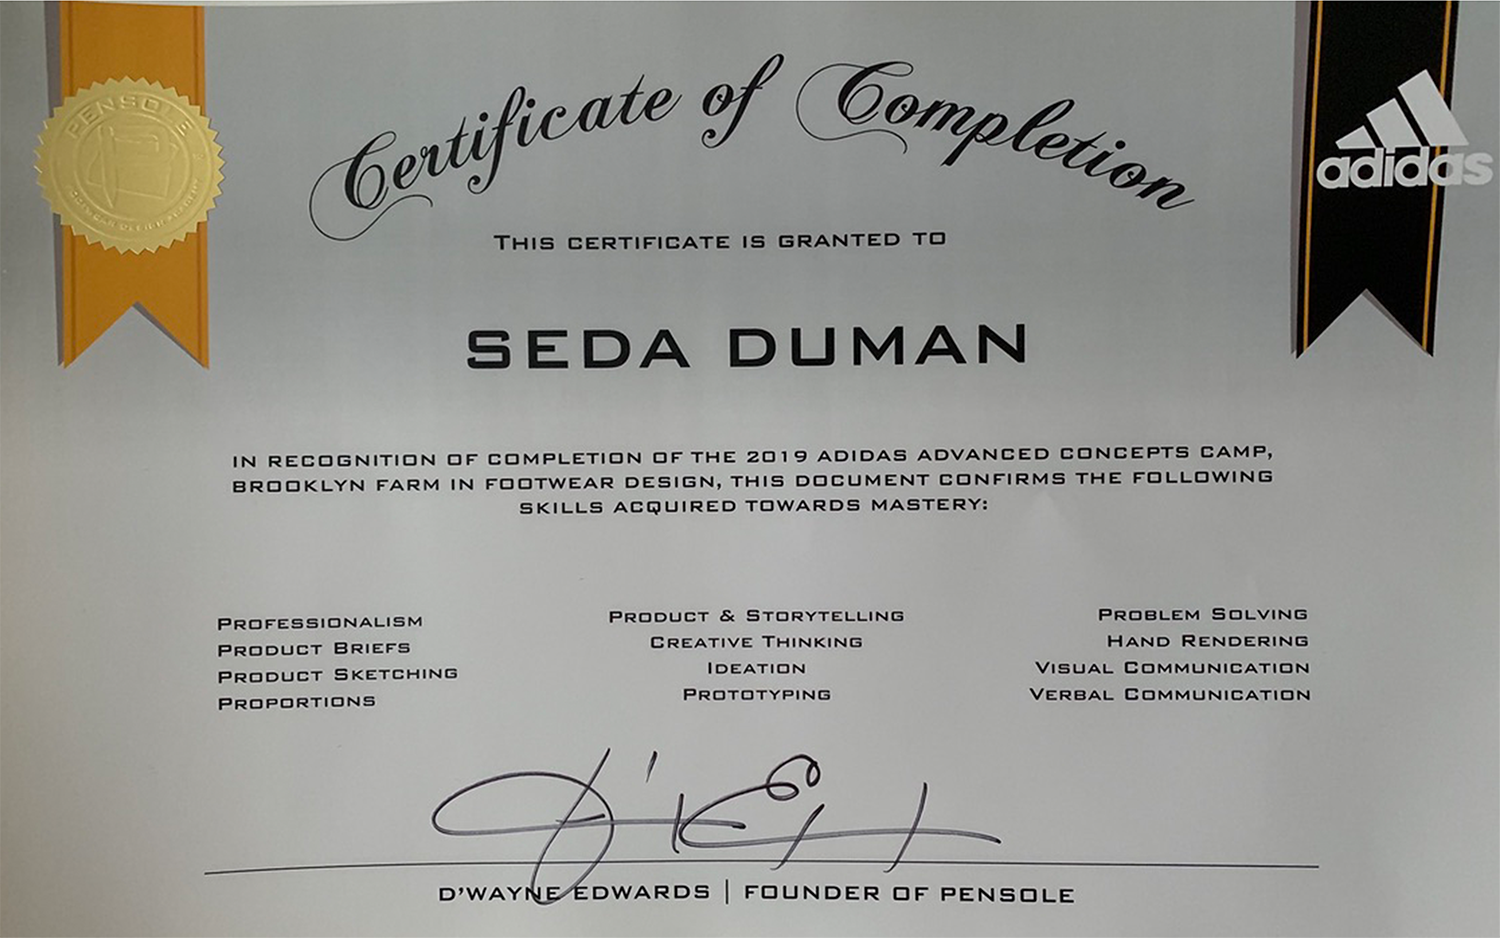 PENSOLE
adidas
Certificate of Completion
THIS CERTIFICATE IS GRANTED TO
SEDA DUMAN
IN RECOGNITION OF COMPLETION OF THE 2019 ADIDAS ADVANCED CONCEPTS CAMP,
BROOKLYN FARM IN FOOTWEAR DESIGN, THIS DOCUMENT CONFIRMS THE FOLLOWING
SKILLS ACQUIRED TOWARDS MASTERY:
PROFESSIONALISM
PRODUCT BRIEFS
PRODUCT SKETCHING
PROPORTIONS
PRODUCT & STORYTELLING
CREATIVE THINKING
IDEATION
PROTOTYPING
PROBLEM SOLVING
HAND RENDERING
VISUAL COMMUNICATION
VERBAL COMMUNICATION
D'WAYNE EDWARDS | FOUNDER OF PENSOLE